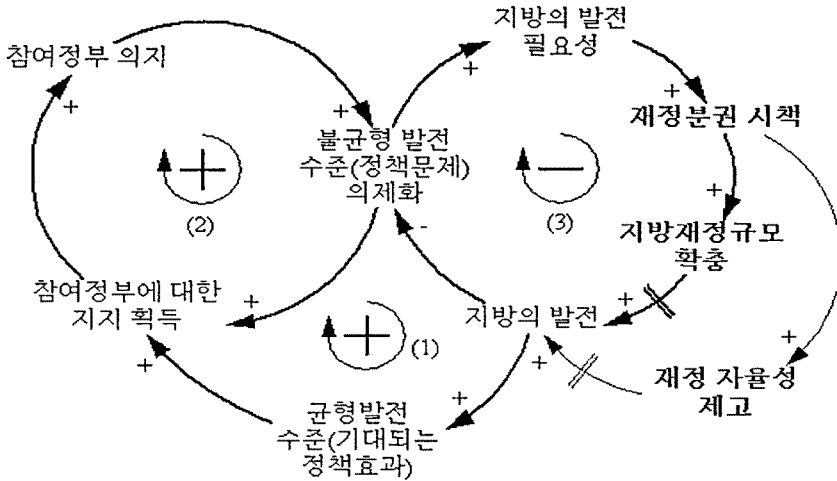 지방의 발전
필요성
참여정부 의지
+
+
+
+
재정분권 시책
불균형 발전
수준(정책문제)
의제화
+
(2)
−
(3)
+
-
지방재정규모
확충
참여정부에 대한
지지 획득
+
+
지방의 발전
+
(1)
+
+
+
+
재정 자율성
제고
균형발전
수준(기대되는
정책효과)